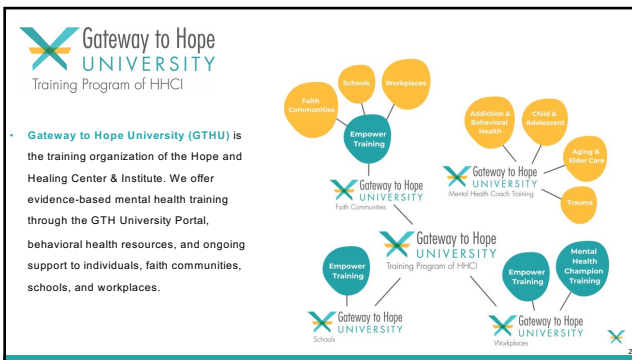 Gateway to Hope
UNIVERSITY
Training Program of HHCI
• Gateway to Hope University (GTHU) is
the training organization of the Hope and
Healing Center & Institute. We offer
evidence-based mental health training
through the GTH University Portal,
behavioral health resources, and ongoing
support to individuals, faith communities,
schools, and workplaces.
Faith
Communities
Schools
Workplaces
Empower
Training
Gateway to Hope
UNIVERSITY
Faith Communities
Addiction &
Behavioral
Health
Child &
Adolescent
Aging &
Elder Care
Trauma
Gateway to Hope
UNIVERSITY
Mental Health Coach Training
Gateway to Hope
UNIVERSITY
Training Program of HHCI
Empower
Training
Gateway to Hope
UNIVERSITY
Schools
Empower
Training
Mental
Health
Champion
Training
Gateway to Hope
UNIVERSITY
Workplaces
2